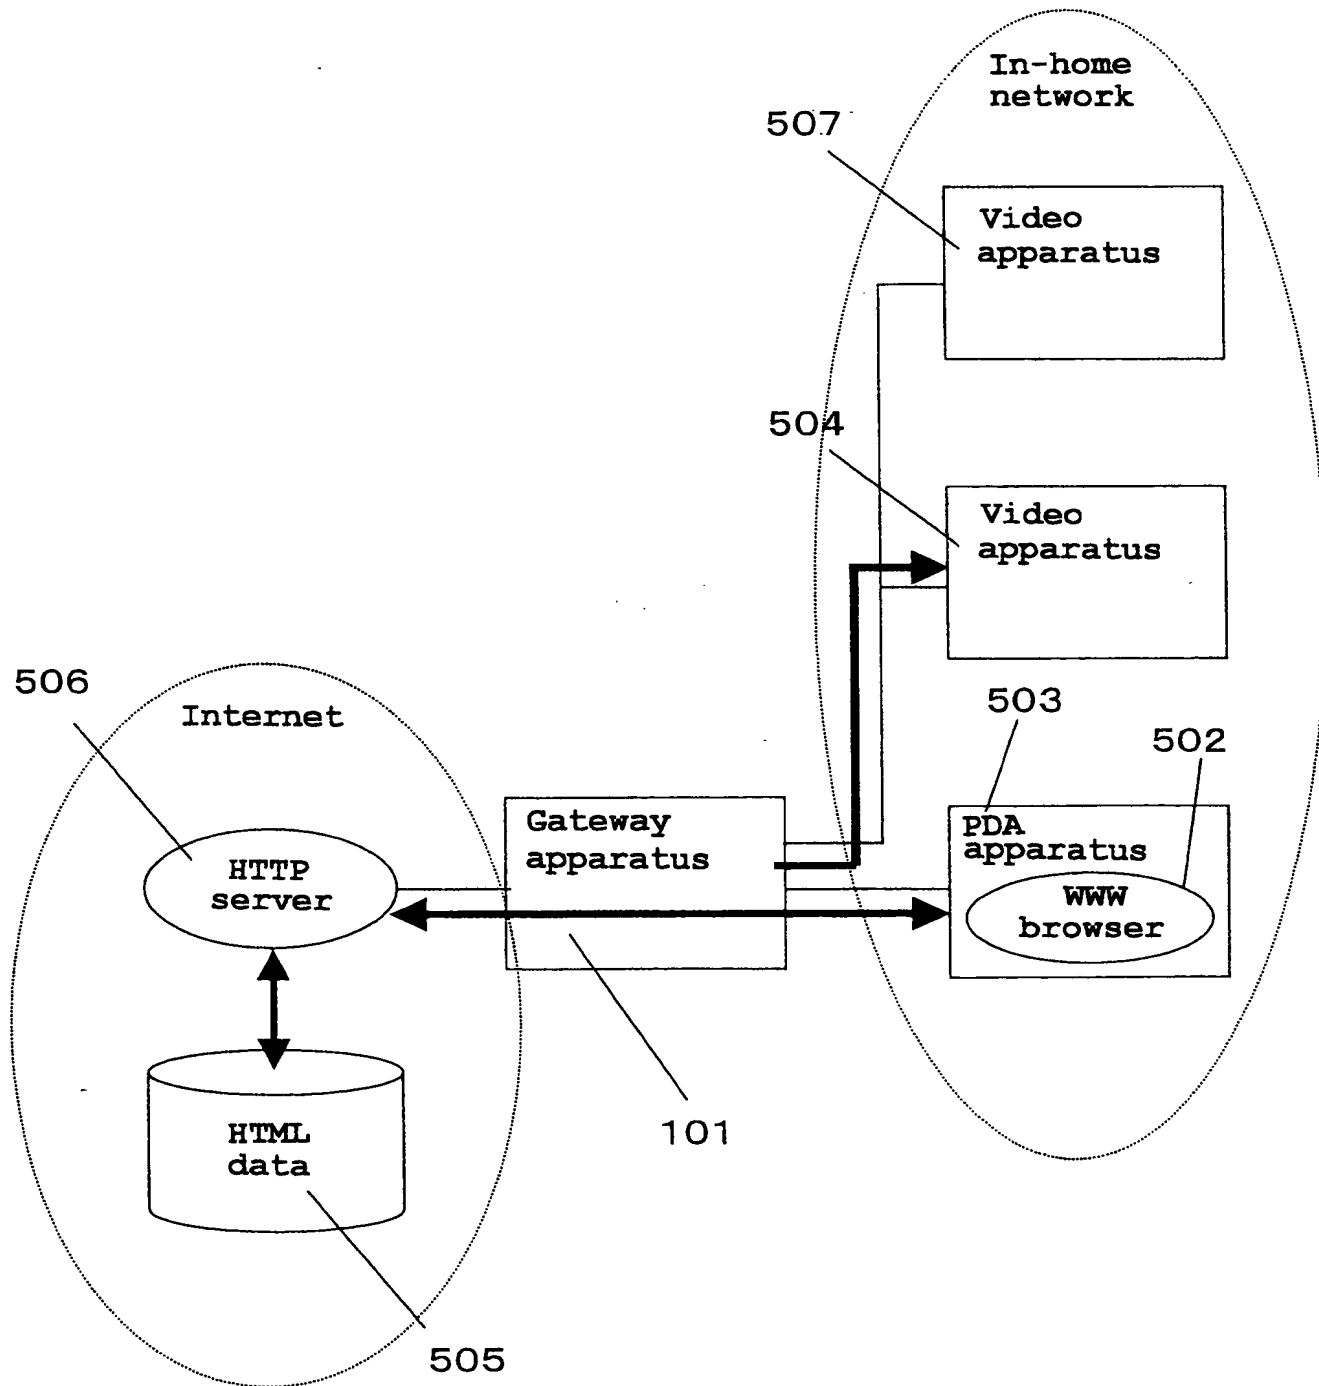 In-home
network
507
Video
apparatus
504
Video
apparatus
506
Internet
503
502
HTTP
server
Gateway
apparatus
PDA
apparatus
WWW
browser
101
HTML
data
505